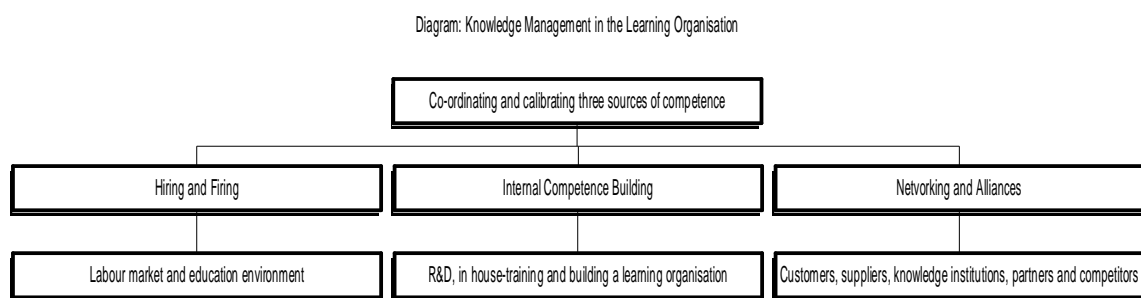 Diagram: Knowledge Management in the Learning Organisation
Co-ordinating and calibrating three sources of competence
Hiring and Firing
Internal Competence Building
Networking and Alliances
Labour market and education environment
R&D, in house-training and building a learning organisation
Customers, suppliers, knowledge institutions, partners and competitors